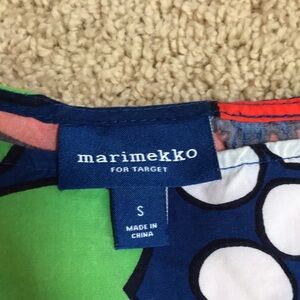 marimekko
FOR TARGET
S
MADE IN
CHINA